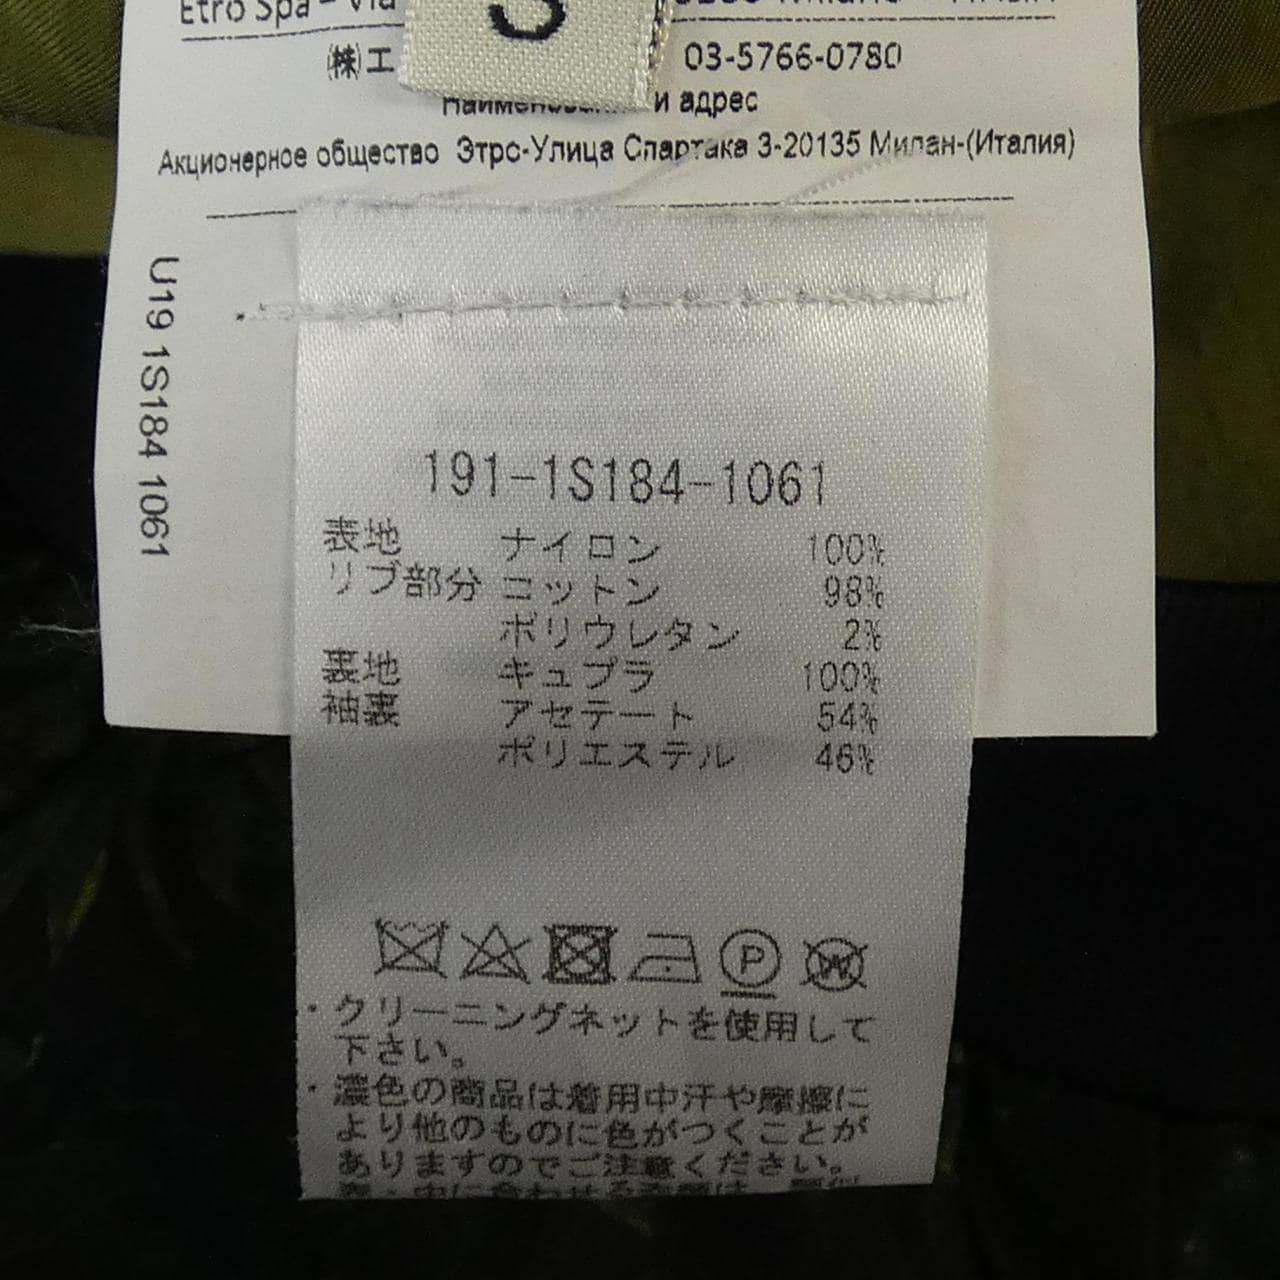 Etro Spa - Via
㈱エ 03-5766-0780
и адрес
Акционерное общество Этро-Улица Спартака 3-20135 Милан-(Италия)
U19 1S184 1061
191-1S184-1061
表地 ナイロン 100%
リブ部分 コットン 98%
ポリウレタン 2%
裏地 キュプラ 100%
袖裏 アセテート 54%
ポリエステル 46%
P W
・クリーニングネットを使用して
下さい。
・濃色の商品は着用中汗や摩擦に
より他のものに色がつくことが
ありますのでご注意ください。